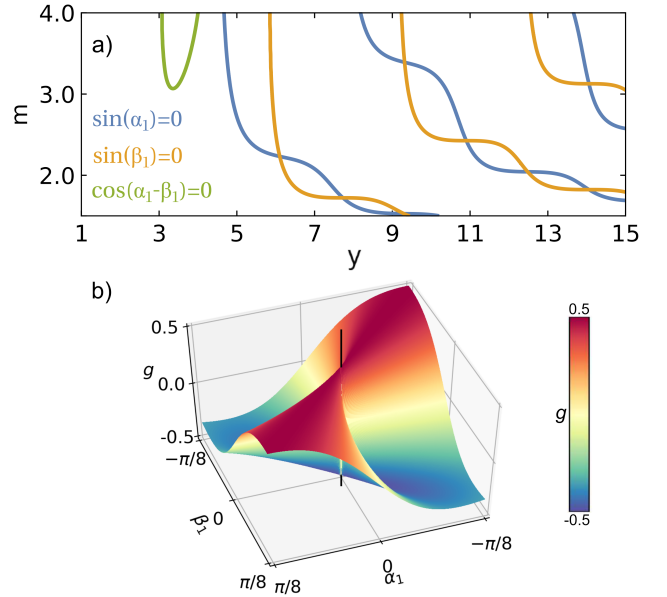 a)
4.0
3.0
2.0
m
sin(α₁)=0
sin(β₁)=0
cos(α₁-β₁)=0
1 3 5 7 9 11 13 15
y
b)
0.5
0.0
-0.5
g
−π/8
0
π/8
β₁
π/8
0
−π/8
α₁
0.5
g
-0.5